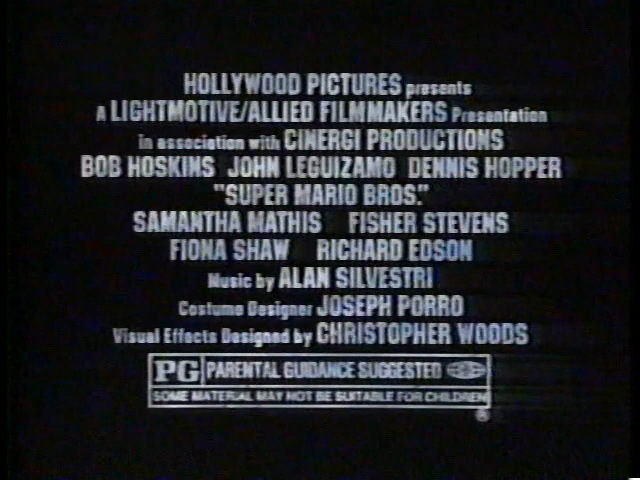 HOLLYWOOD PICTURES presents
A LIGHTMOTIVE/ALLIED FILMMAKERS Presentation
in association with CINERGI PRODUCTIONS
BOB HOSKINS JOHN LEGUIZAMO DENNIS HOPPER
"SUPER MARIO BROS."
SAMANTHA MATHIS FISHER STEVENS
FIONA SHAW RICHARD EDSON
Music by ALAN SILVESTRI
Costume Designer JOSEPH PORRO
Visual Effects Designed by CHRISTOPHER WOODS
PG PARENTAL GUIDANCE SUGGESTED
SOME MATERIAL MAY NOT BE SUITABLE FOR CHILDREN
®